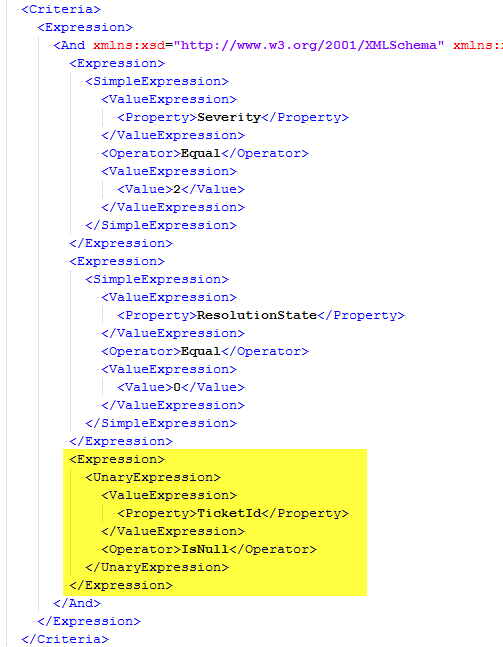 <Criteria>
<Expression>
<And xmlns:xsd="http://www.w3.org/2001/XMLSchema" xmlns:
<Expression>
<SimpleExpression>
<ValueExpression>
<Property>Severity</Property>
</ValueExpression>
<Operator>Equal</Operator>
<ValueExpression>
<Value>2</Value>
</ValueExpression>
</SimpleExpression>
</Expression>
<Expression>
<SimpleExpression>
<ValueExpression>
<Property>ResolutionState</Property>
</ValueExpression>
<Operator>Equal</Operator>
<ValueExpression>
<Value>0</Value>
</ValueExpression>
</SimpleExpression>
</Expression>
<Expression>
<UnaryExpression>
<ValueExpression>
<Property>TicketId</Property>
</ValueExpression>
<Operator>IsNull</Operator>
</UnaryExpression>
</Expression>
</And>
</Expression>
</Criteria>